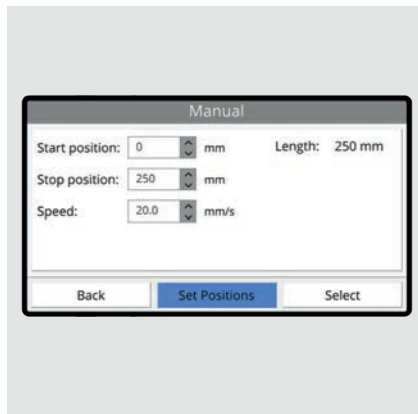 Manual
Start position: 0 mm Length: 250 mm
Stop position: 250 mm
Speed: 20.0 mm/s
Back Set Positions Select